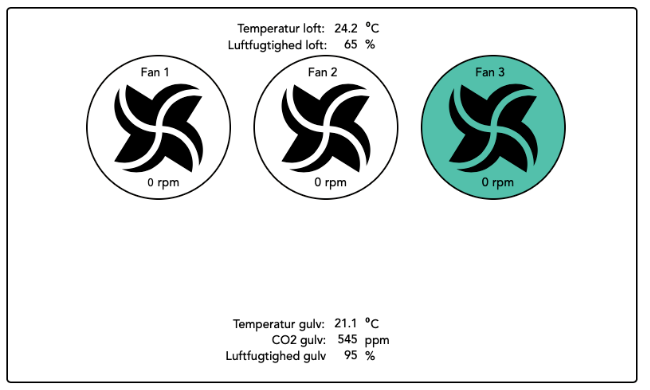 Temperatur loft: 24.2 °C
Luftfugtighed loft: 65 %
Fan 1
Fan 2
Fan 3
0 rpm
0 rpm
0 rpm
Temperatur gulv: 21.1 °C
CO2 gulv: 545 ppm
Luftfugtighed gulv 95 %